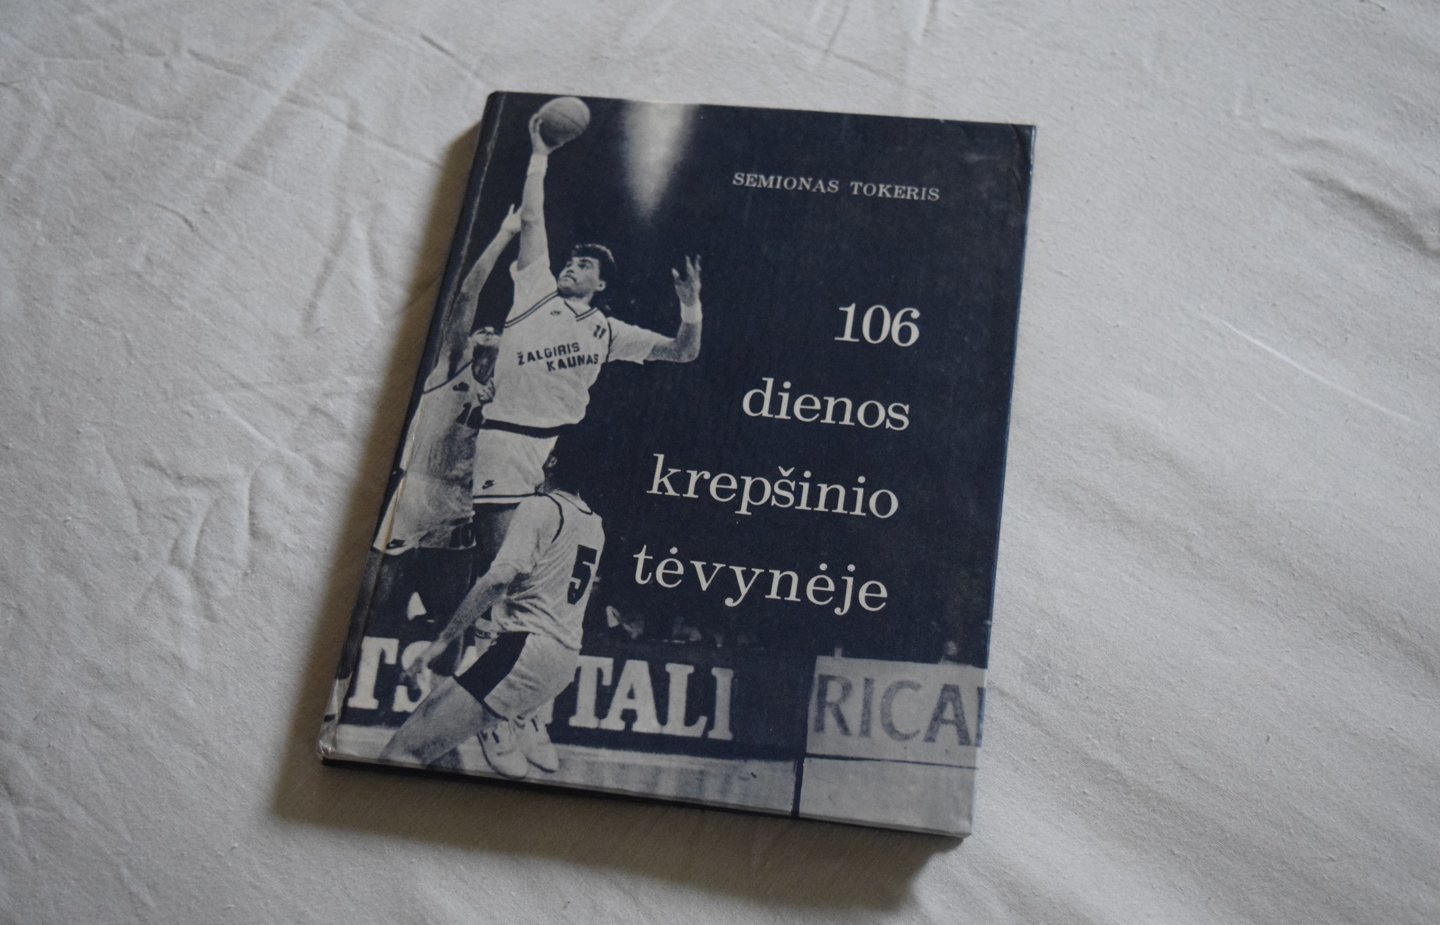 SEMIONAS TOKERIS
106
dienos
krepšinio
tėvynėje
11
ŽALGIRIS
KAUNAS
5
TALI
RICA